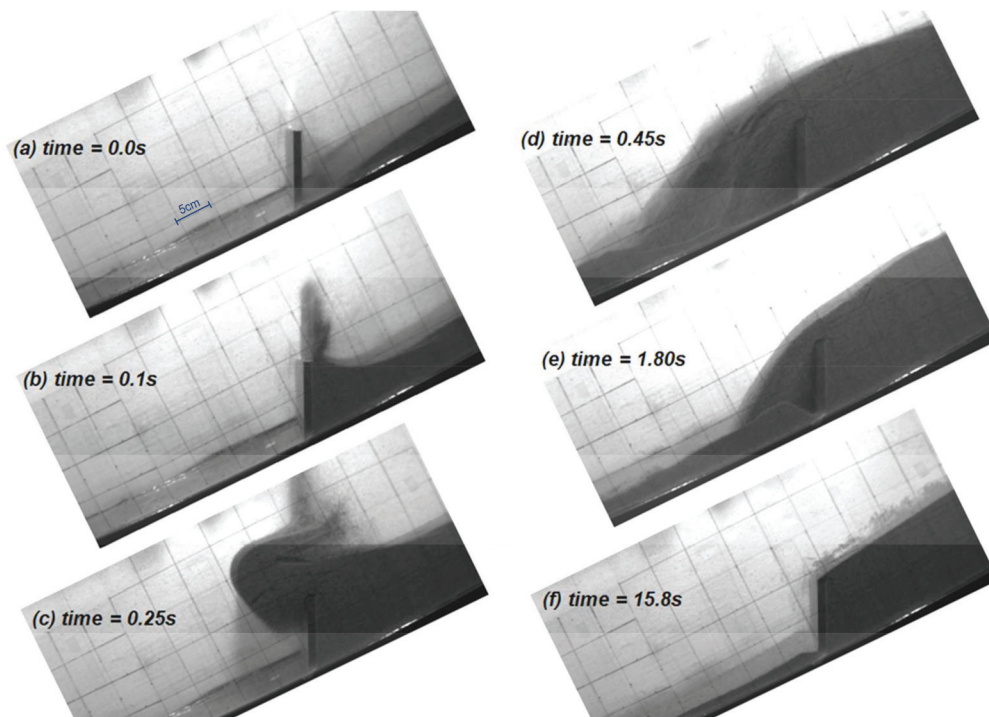 (a) time = 0.0s
5cm
(b) time = 0.1s
(c) time = 0.25s
(d) time = 0.45s
(e) time = 1.80s
(f) time = 15.8s